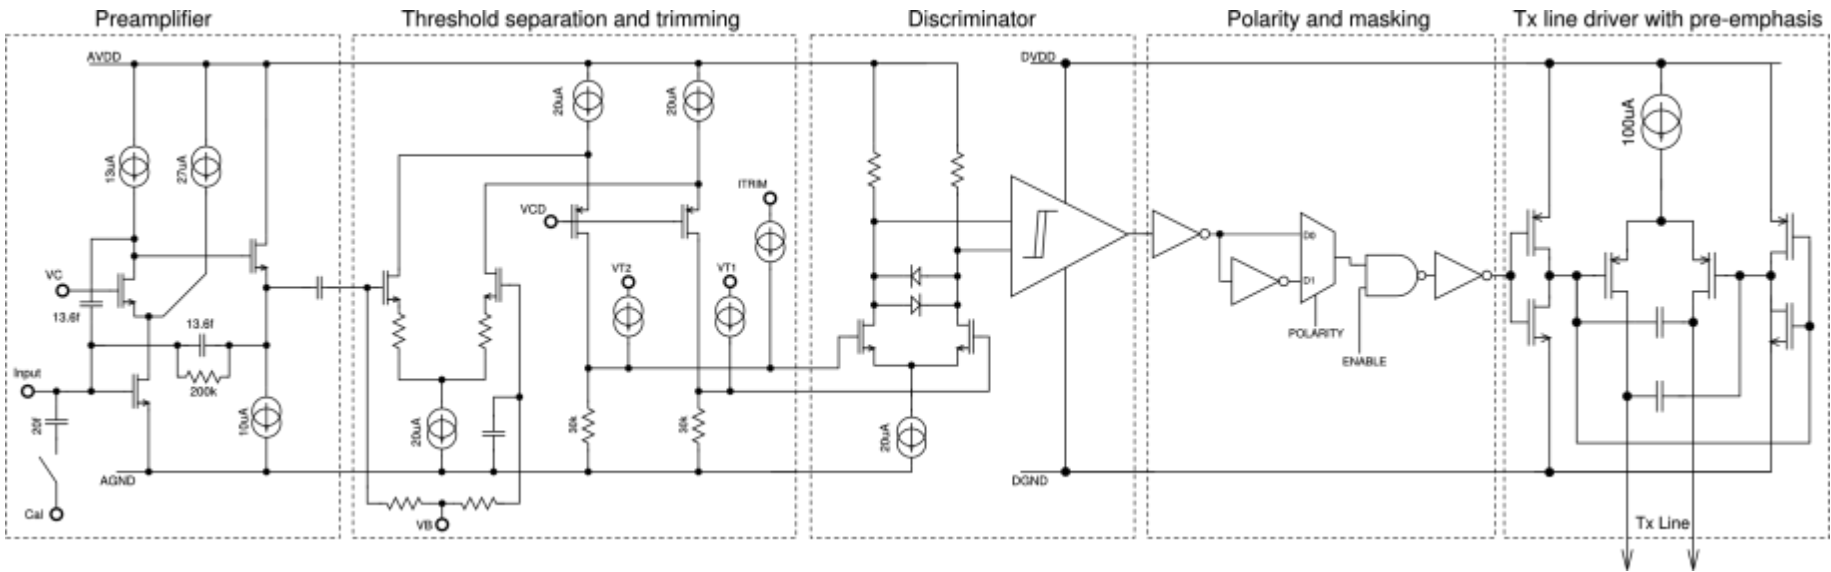 Preamplifier
Threshold separation and trimming
Discriminator
Polarity and masking
Tx line driver with pre-emphasis
AVDD
13uA
27uA
VC
13.6f
13.6f
200k
Input
20f
10uA
AGND
Cal
20uA
20uA
VCD
ITRIM
VT2
VT1
20uA
30k
30k
VB
20uA
DVDD
DGND
D0
D1
POLARITY
ENABLE
100uA
Tx Line